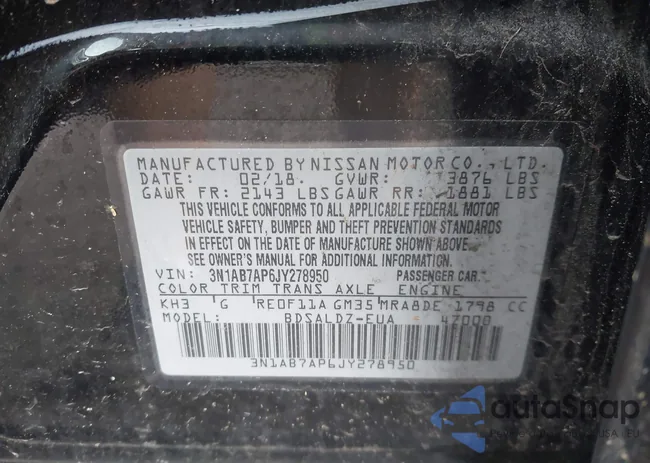 MANUFACTURED BY NISSAN MOTOR CO., LTD.
DATE: 02/18. GVWR: 3876 LBS
GAWR FR: 2143 LBS GAWR RR: 1881 LBS
THIS VEHICLE CONFORMS TO ALL APPLICABLE FEDERAL MOTOR
VEHICLE SAFETY, BUMPER AND THEFT PREVENTION STANDARDS
IN EFFECT ON THE DATE OF MANUFACTURE SHOWN ABOVE.
SEE OWNER'S MANUAL FOR ADDITIONAL INFORMATION.
VIN: 3N1AB7AP6JY278950 PASSENGER CAR
COLOR TRIM TRANS AXLE ENGINE
KH3 G RE0F11A GM35 MRA8DE 1798 CC
MODEL BDSALDZ-EUA 47008
3N1AB7AP6JY278950
autoSnap